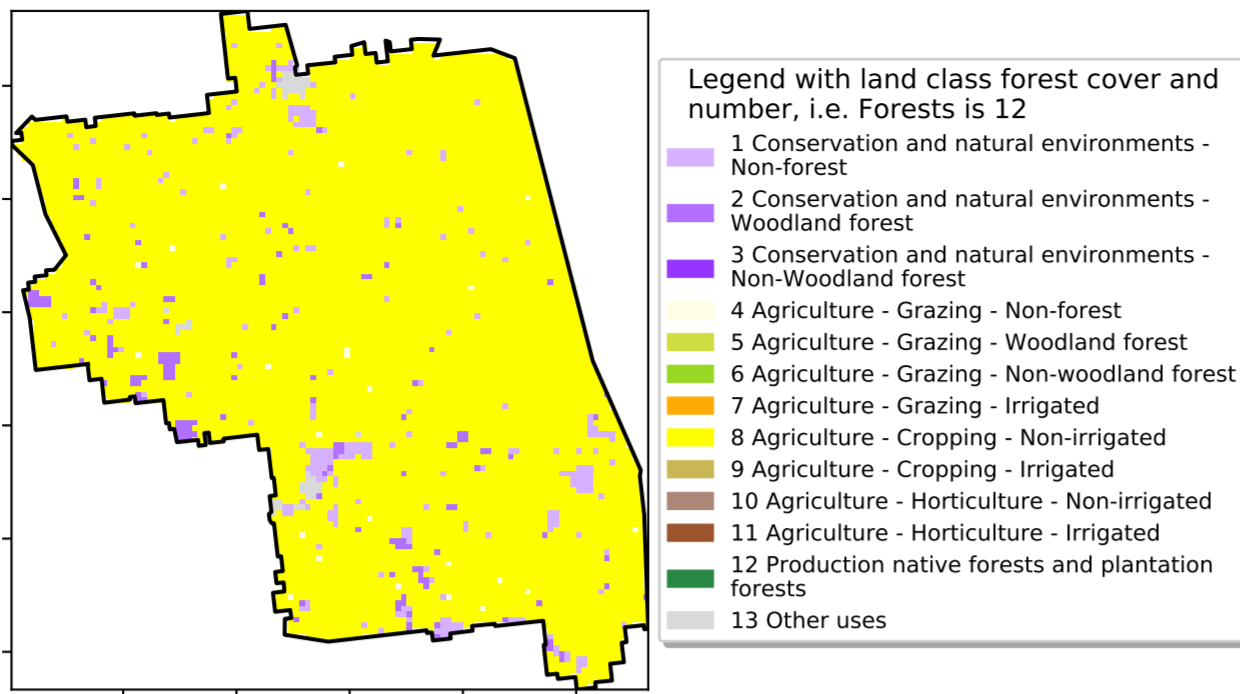 Legend with land class forest cover and
number, i.e. Forests is 12
1 Conservation and natural environments -
Non-forest
2 Conservation and natural environments -
Woodland forest
3 Conservation and natural environments -
Non-Woodland forest
4 Agriculture - Grazing - Non-forest
5 Agriculture - Grazing - Woodland forest
6 Agriculture - Grazing - Non-woodland forest
7 Agriculture - Grazing - Irrigated
8 Agriculture - Cropping - Non-irrigated
9 Agriculture - Cropping - Irrigated
10 Agriculture - Horticulture - Non-irrigated
11 Agriculture - Horticulture - Irrigated
12 Production native forests and plantation
forests
13 Other uses